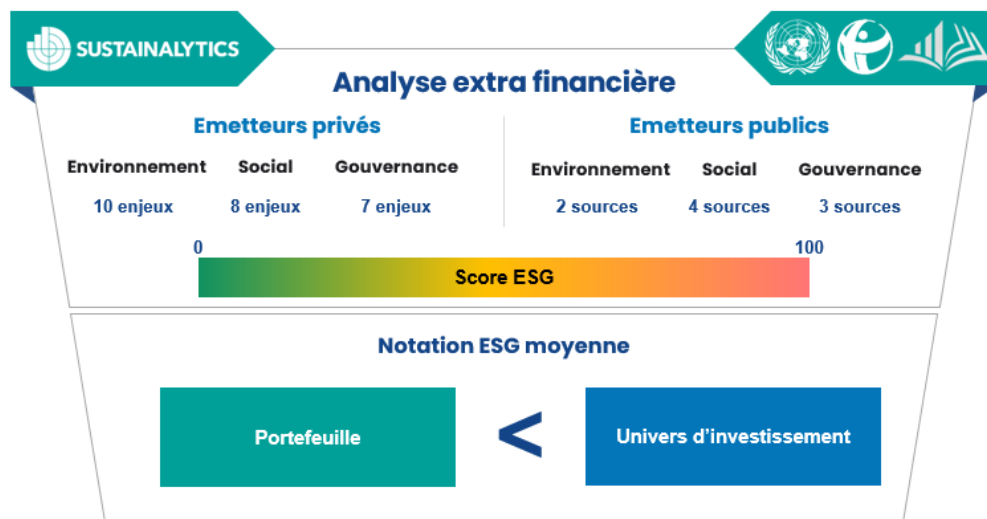 SUSTAINALYTICS
Analyse extra financière
Emetteurs privés
Environnement Social Gouvernance
10 enjeux 8 enjeux 7 enjeux
Emetteurs publics
Environnement Social Gouvernance
2 sources 4 sources 3 sources
0 100
Score ESG
Notation ESG moyenne
Portefeuille < Univers d'investissement